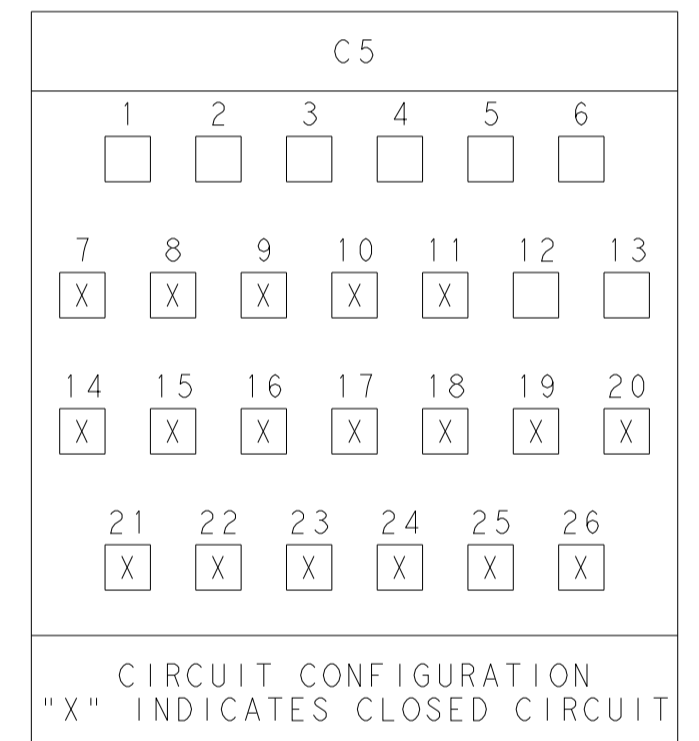 C5
1 2 3 4 5 6
7 8 9 10 11 12 13
X X X X X
14 15 16 17 18 19 20
X X X X X X X
21 22 23 24 25 26
X X X X X X
CIRCUIT CONFIGURATION
"X" INDICATES CLOSED CIRCUIT